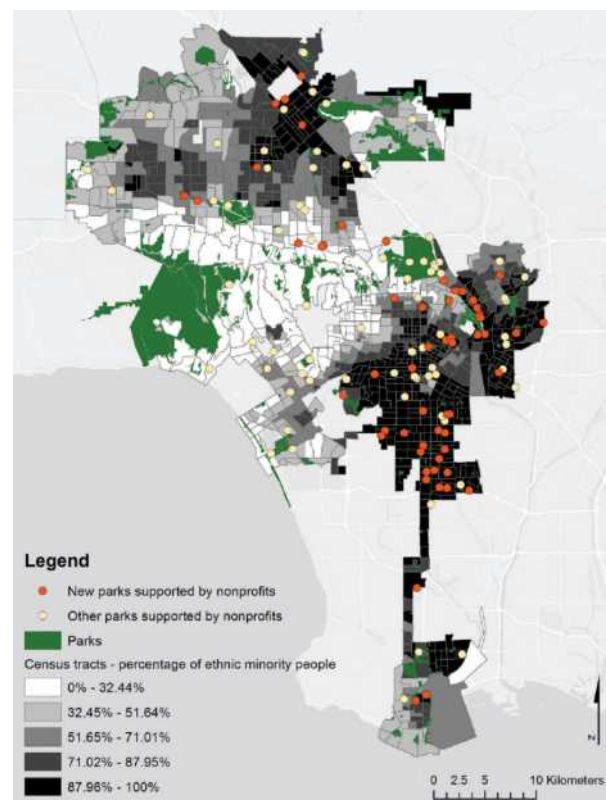 Legend
New parks supported by nonprofits
Other parks supported by nonprofits
Parks
Census tracts - percentage of ethnic minority people
0% - 32.44%
32.45% - 51.64%
51.65% - 71.01%
71.02% - 87.95%
87.96% - 100%
N
0 2.5 5 10 Kilometers